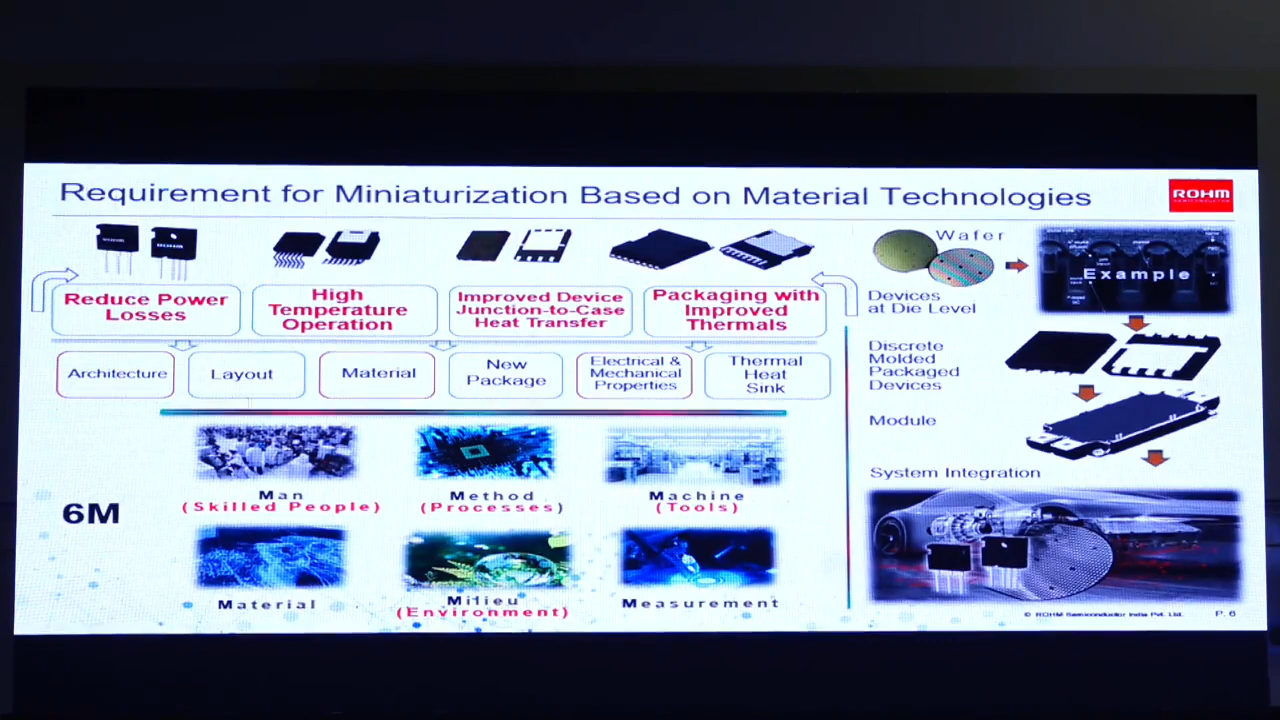 Requirement for Miniaturization Based on Material Technologies
ROHM
SEMICONDUCTOR
ROHM
Reduce Power
Losses
High
Temperature
Operation
Improved Device
Junction-to-Case
Heat Transfer
Packaging with
Improved
Thermals
Architecture
Layout
Material
New
Package
Electrical &
Mechanical
Properties
Thermal
Heat
Sink
6M
Man
(Skilled People)
Method
(Processes)
Machine
(Tools)
Material
Milieu
(Environment)
Measurement
Wafer
Example
Devices
at Die Level
Discrete
Molded
Packaged
Devices
Module
System Integration
© ROHM Semiconductor India Pvt. Ltd.
P. 6